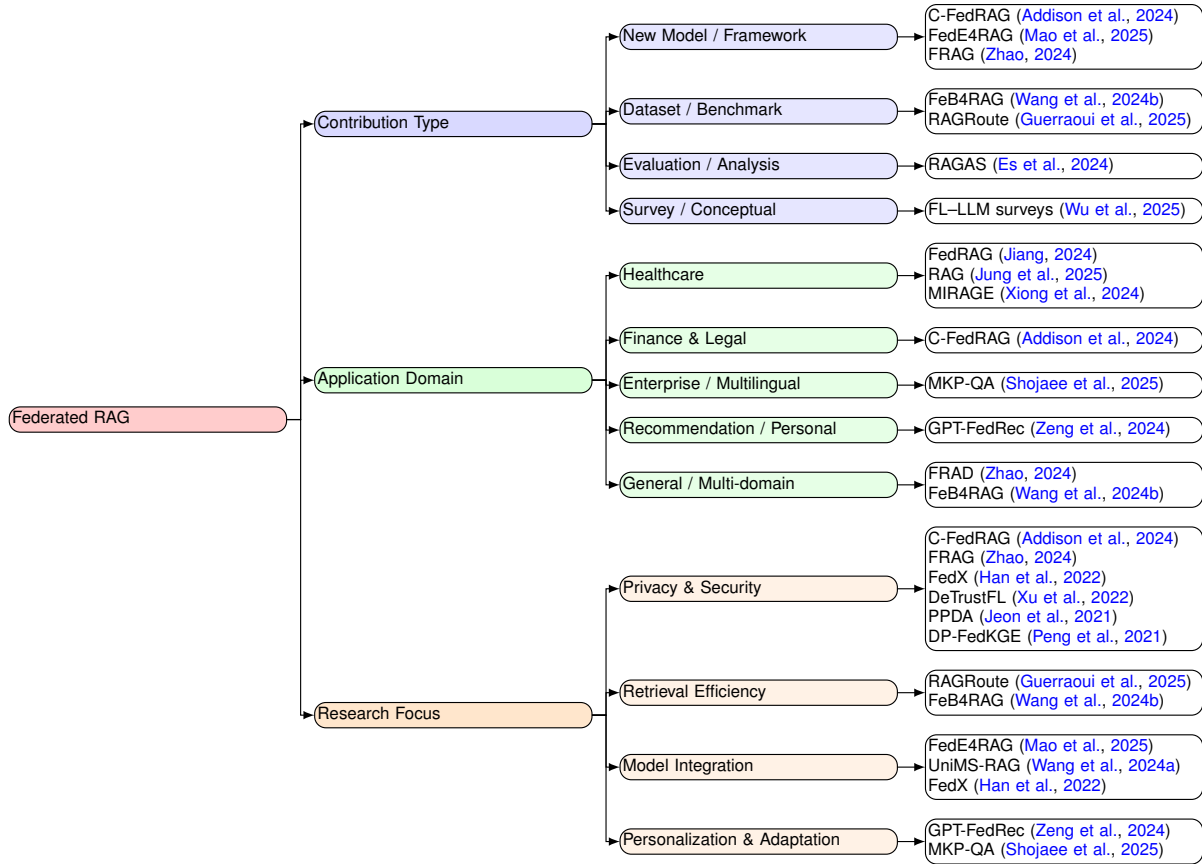 Federated RAG
Contribution Type
New Model / Framework
C-FedRAG (Addison et al., 2024)
FedE4RAG (Mao et al., 2025)
FRAG (Zhao, 2024)
Dataset / Benchmark
FeB4RAG (Wang et al., 2024b)
RAGRoute (Guerraoui et al., 2025)
Evaluation / Analysis
RAGAS (Es et al., 2024)
Survey / Conceptual
FL–LLM surveys (Wu et al., 2025)
Application Domain
Healthcare
FedRAG (Jiang, 2024)
RAG (Jung et al., 2025)
MIRAGE (Xiong et al., 2024)
Finance & Legal
C-FedRAG (Addison et al., 2024)
Enterprise / Multilingual
MKP-QA (Shojaee et al., 2025)
Recommendation / Personal
GPT-FedRec (Zeng et al., 2024)
General / Multi-domain
FRAD (Zhao, 2024)
FeB4RAG (Wang et al., 2024b)
Research Focus
Privacy & Security
C-FedRAG (Addison et al., 2024)
FRAG (Zhao, 2024)
FedX (Han et al., 2022)
DeTrustFL (Xu et al., 2022)
PPDA (Jeon et al., 2021)
DP-FedKGE (Peng et al., 2021)
Retrieval Efficiency
RAGRoute (Guerraoui et al., 2025)
FeB4RAG (Wang et al., 2024b)
Model Integration
FedE4RAG (Mao et al., 2025)
UniMS-RAG (Wang et al., 2024a)
FedX (Han et al., 2022)
Personalization & Adaptation
GPT-FedRec (Zeng et al., 2024)
MKP-QA (Shojaee et al., 2025)